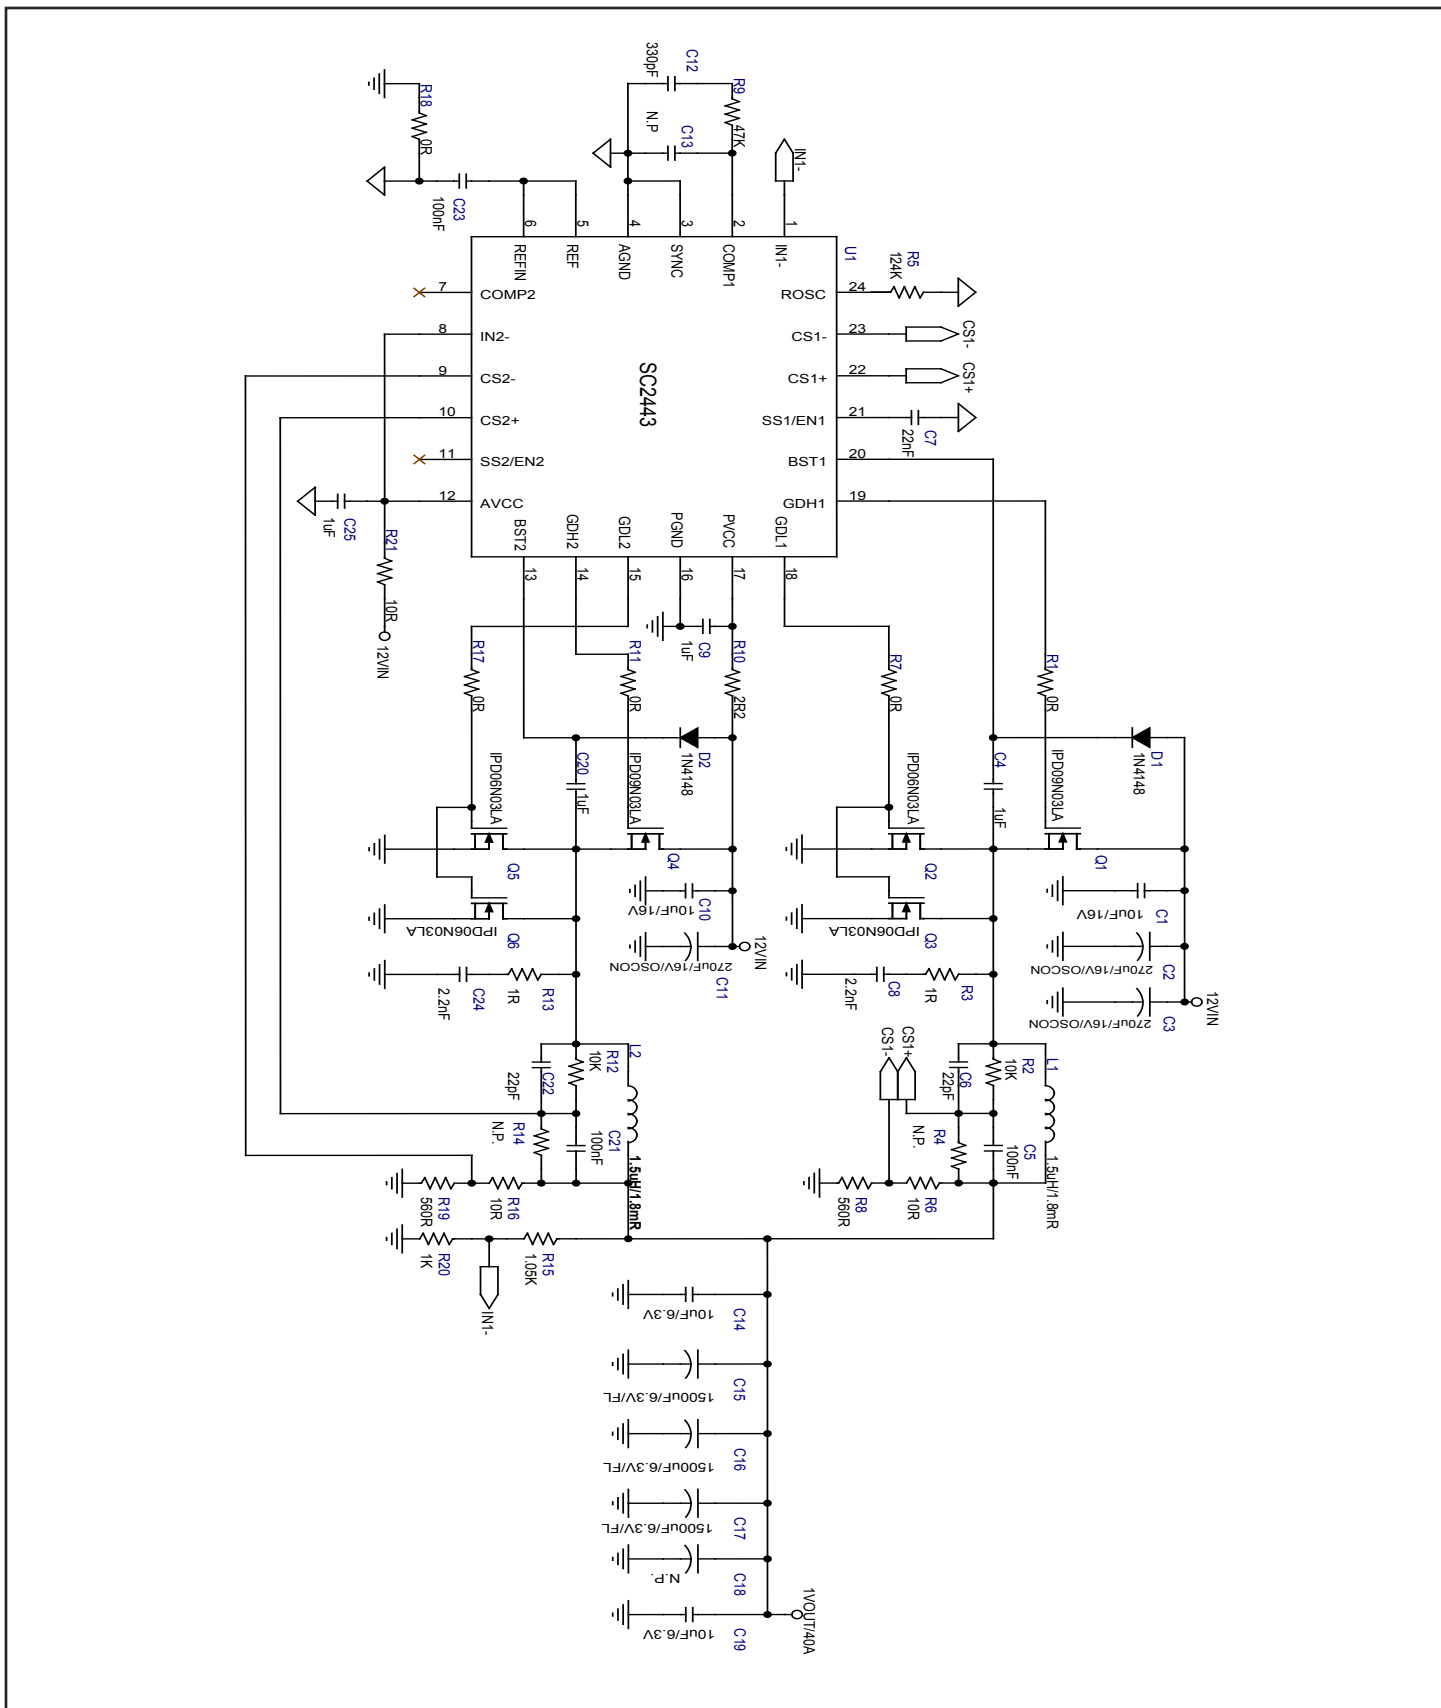 C12
330pF
R9
47K
C13
N.P
IN1-
R18
0R
C23
100nF
6
5
4
3
2
1
REFIN
REF
AGND
SYNC
COMP1
IN1-
U1
SC2443
7
COMP2
8
IN2-
9
CS2-
10
CS2+
11
SS2/EN2
12
AVCC
ROSC
24
CS1-
23
CS1+
22
SS1/EN1
21
BST1
20
GDH1
19
BST2
GDH2
GDL2
PGND
PVCC
GDL1
13
14
15
16
17
18
R5
124K
CS1-
CS1+
C7
22nF
C25
1uF
R21
10R
12VIN
R17
0R
R11
0R
C9
1uF
R10
2R2
R7
0R
R1
0R
D2
1N4148
D1
1N4148
C20
1uF
C4
1uF
IPD06N03LA
IPD09N03LA
IPD06N03LA
IPD09N03LA
Q5
Q4
Q2
Q1
Q6
IPD06N03LA
Q3
IPD06N03LA
C10
10uF/16V
C11
270uF/16V/OSCON
12VIN
C1
10uF/16V
C2
270uF/16V/OSCON
C3
270uF/16V/OSCON
12VIN
C24
2.2nF
R13
1R
C8
2.2nF
R3
1R
CS1+
CS1-
L2
1.5uH/1.8mR
R12
10K
C22
22pF
C21
100nF
R14
N.P.
L1
1.5uH/1.8mR
R2
10K
C6
22pF
C5
100nF
R4
N.P.
R19
560R
R16
10R
R8
560R
R6
10R
R20
1K
R15
1.05K
IN1-
C14
10uF/6.3V
C15
1500uF/6.3V/FL
C16
1500uF/6.3V/FL
C17
1500uF/6.3V/FL
C18
N.P.
C19
10uF/6.3V
1VOUT/40A